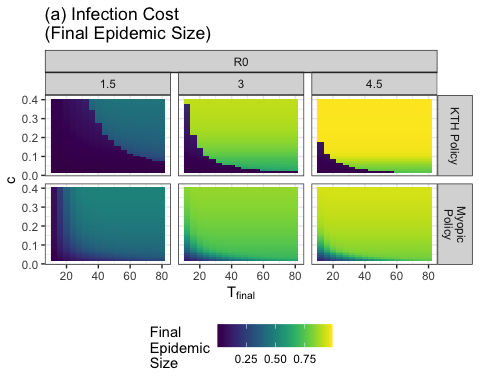 (a) Infection Cost
(Final Epidemic Size)
R0
1.5 3 4.5
0.4
0.3
0.2
0.1
0.0
KTH Policy
0.4
0.3
0.2
0.1
0.0
Myopic
Policy
c
20 40 60 80 20 40 60 80 20 40 60 80
T_final
Final
Epidemic
Size
0.25 0.50 0.75